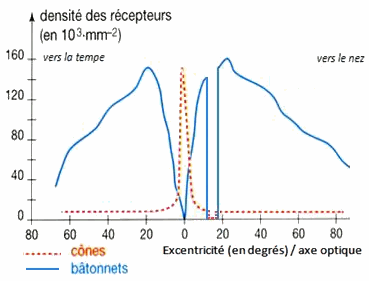 densité des récepteurs
(en 10³·mm–2)
vers la tempe
vers le nez
160
120
80
40
0
80 60 40 20 0 20 40 60 80
Excentricité (en degrés) / axe optique
cônes
bâtonnets